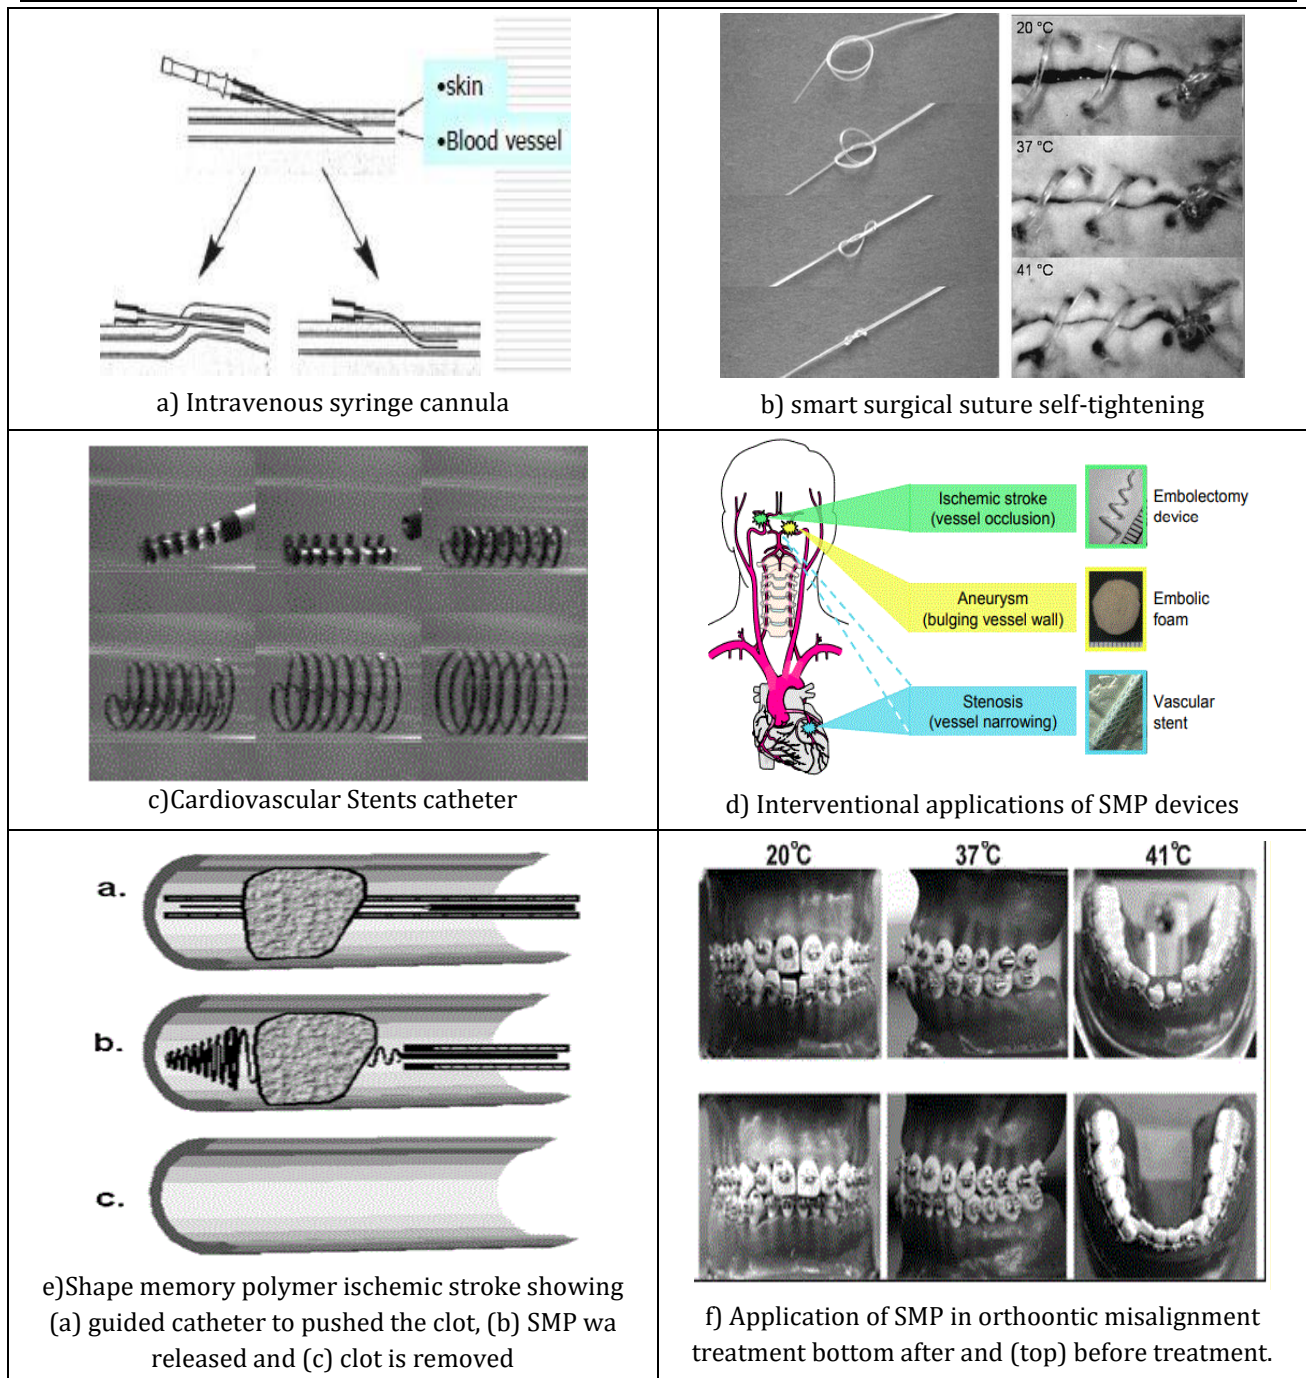 •skin
•Blood vessel
a) Intravenous syringe cannula
20 °C
37 °C
41 °C
b) smart surgical suture self-tightening
c)Cardiovascular Stents catheter
Ischemic stroke
(vessel occlusion)
Embolectomy
device
Aneurysm
(bulging vessel wall)
Embolic
foam
Stenosis
(vessel narrowing)
Vascular
stent
d) Interventional applications of SMP devices
a.
b.
c.
e)Shape memory polymer ischemic stroke showing
(a) guided catheter to pushed the clot, (b) SMP wa
released and (c) clot is removed
20°C 37°C 41°C
f) Application of SMP in orthoontic misalignment
treatment bottom after and (top) before treatment.